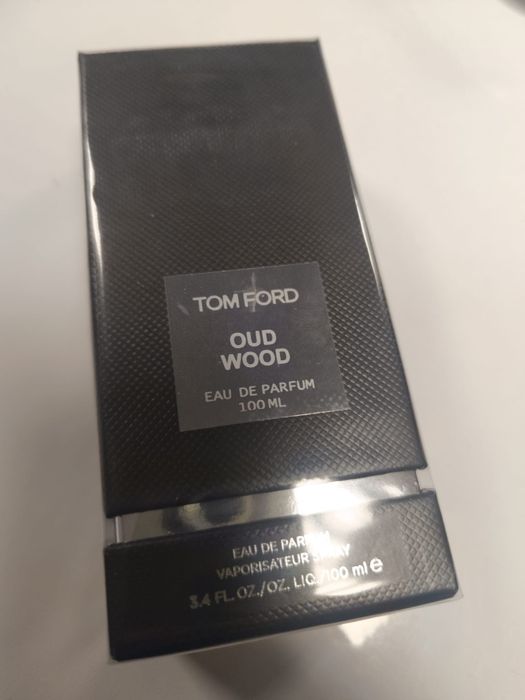 TOM FORD
OUD
WOOD
EAU DE PARFUM
100 ML
EAU DE PARFUM
VAPORISATEUR SPRAY
3.4 FL. OZ./OZ. LIQ./100 ml ℮